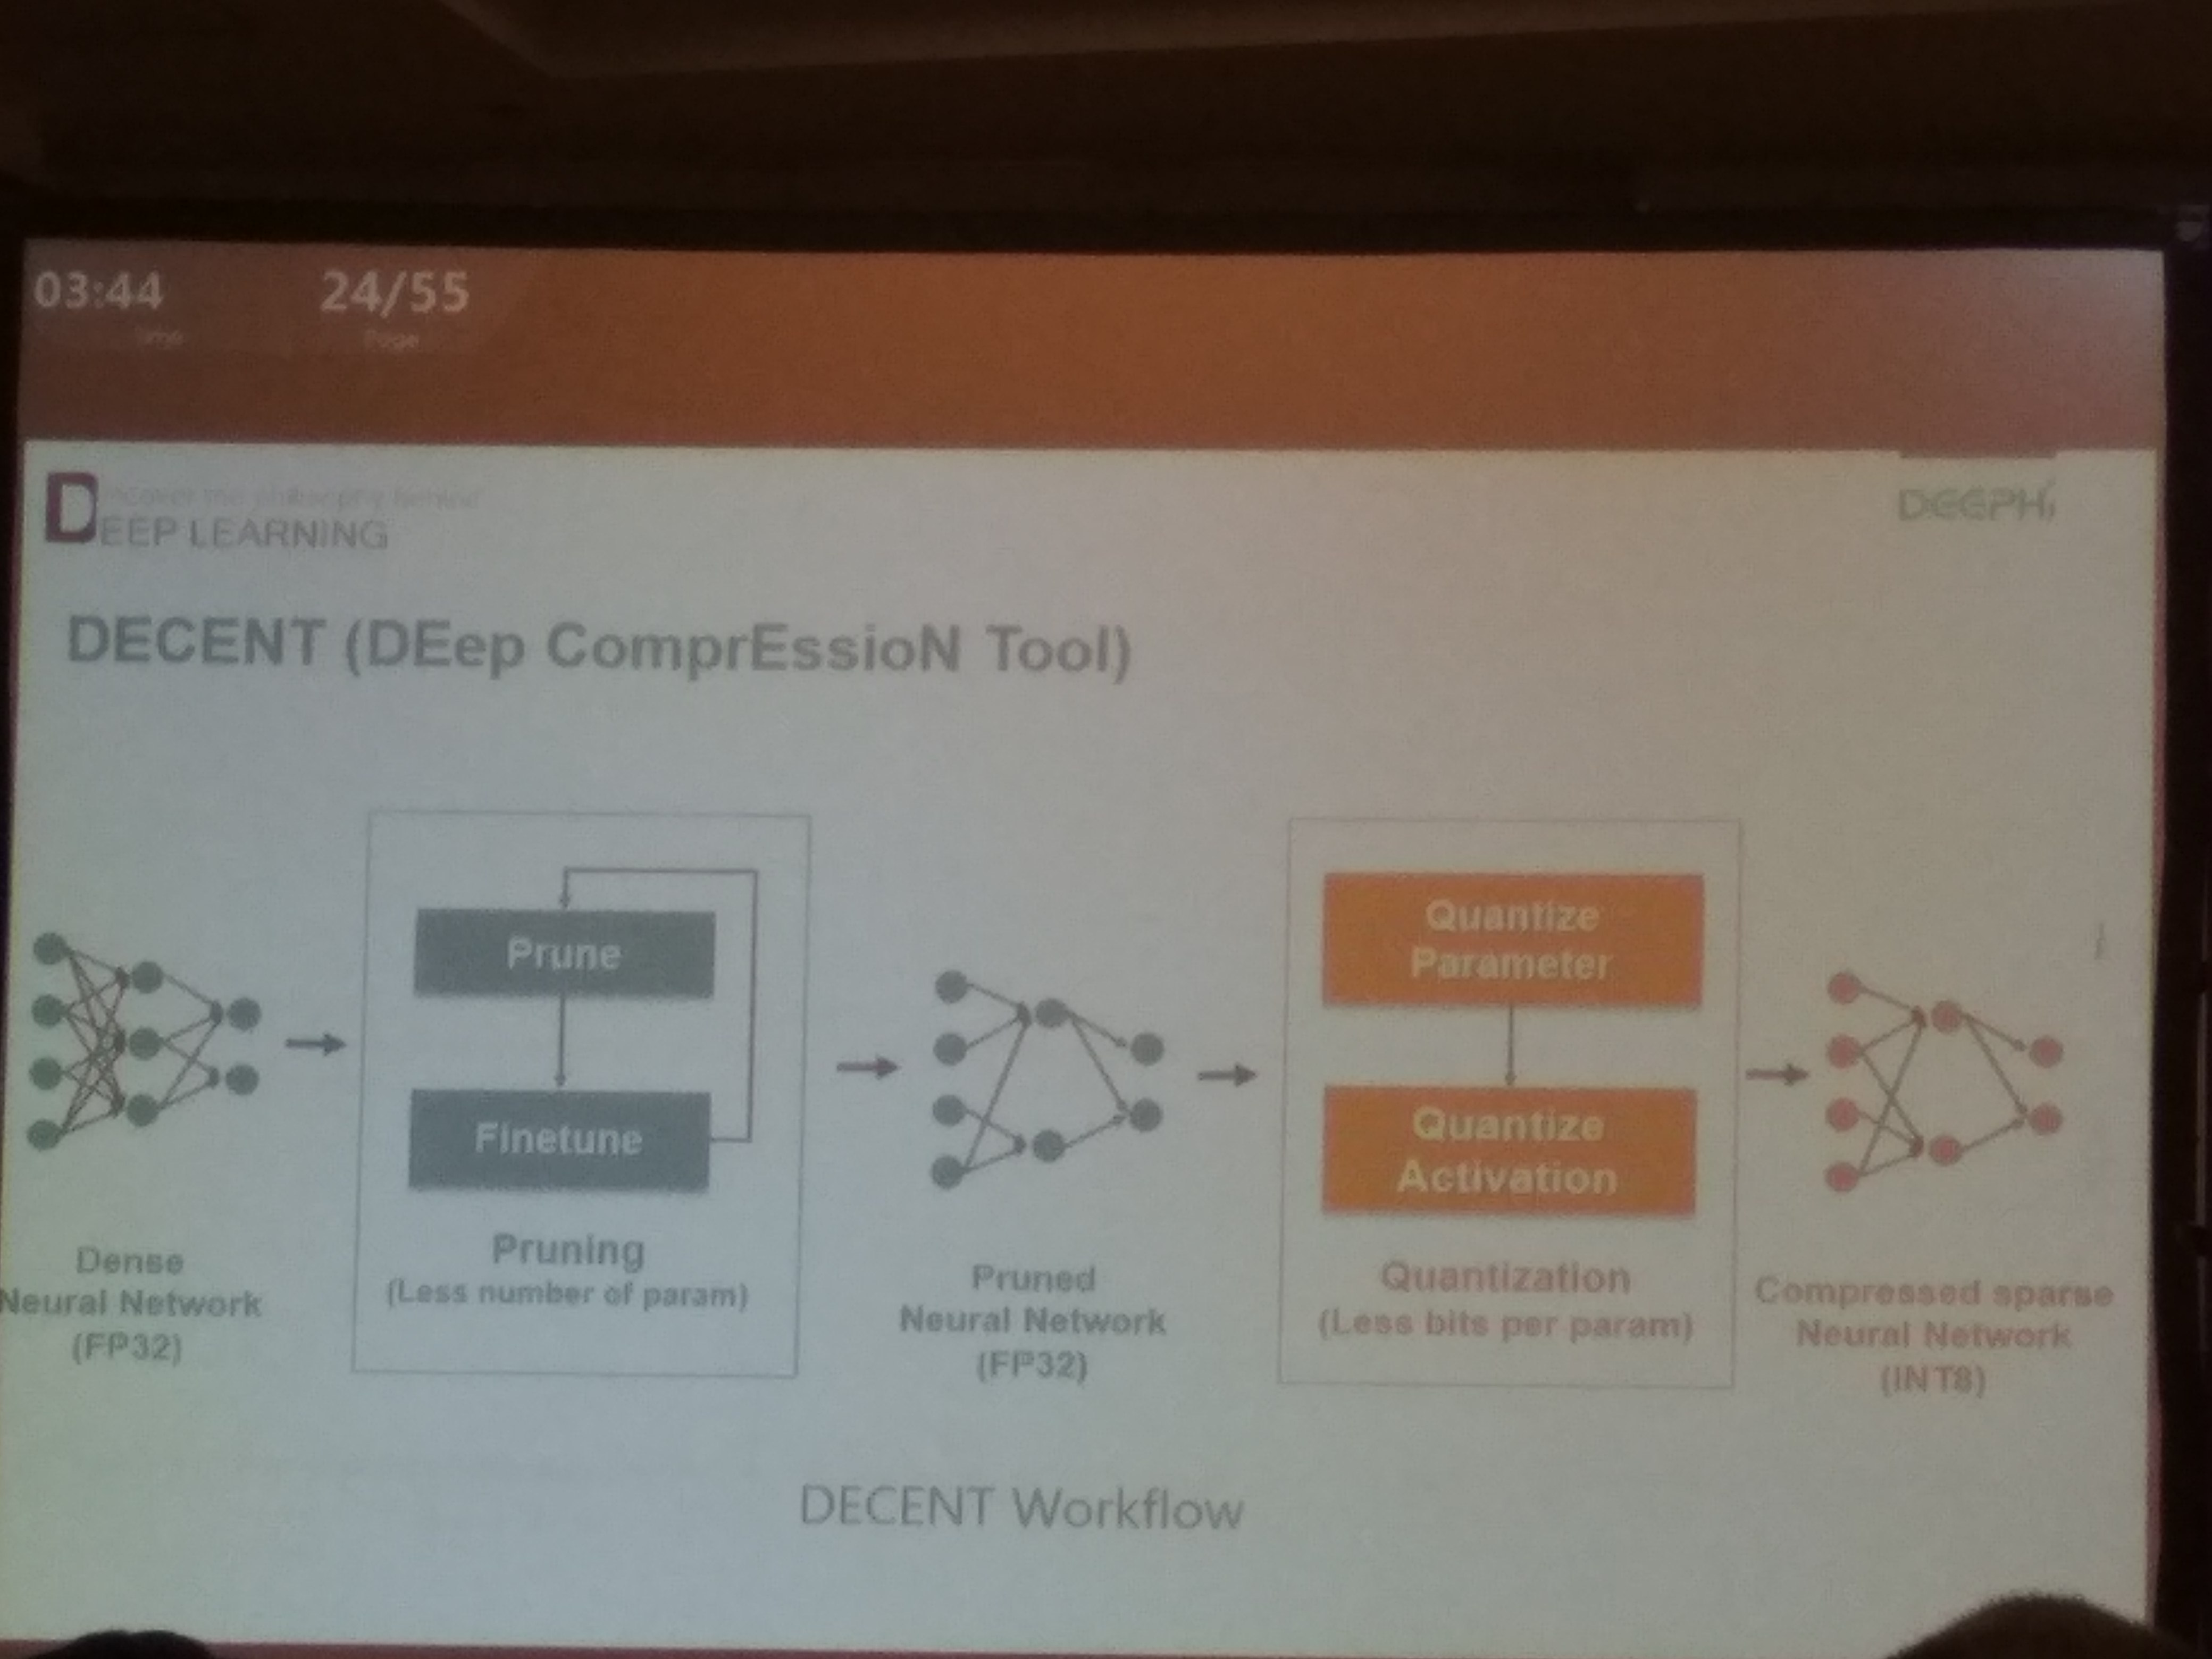 03:44
24/55
Time
Page
the philosophy behind
DEEP LEARNING
DEEPHi
DECENT (DEep ComprEssioN Tool)
Prune
Finetune
Pruning
(Less number of param)
Quantize
Parameter
Quantize
Activation
Quantization
(Less bits per param)
Dense
Neural Network
(FP32)
Pruned
Neural Network
(FP32)
Compressed sparse
Neural Network
(INT8)
DECENT Workflow